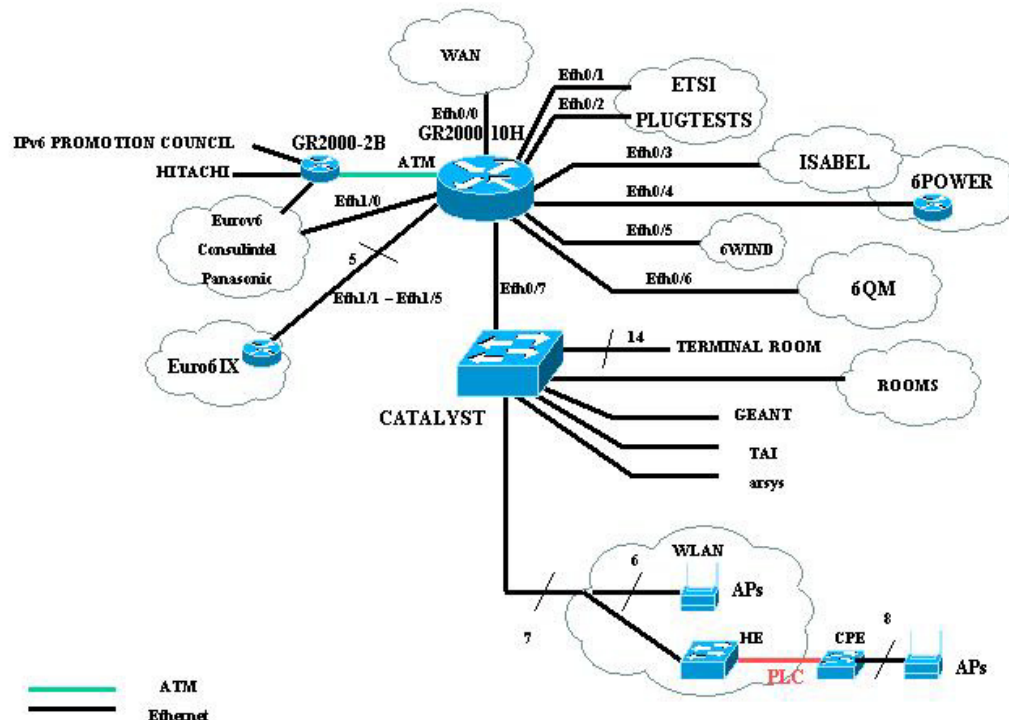 WAN
Eth0/0
Eth0/1
Eth0/2
ETSI
PLUGTESTS
GR2000-10H
IPv6 PROMOTION COUNCIL
GR2000-2B
ATM
HITACHI
Eth0/3
ISABEL
Eth0/4
6POWER
Eth1/0
Eurov6
Consulintel
Panasonic
Eth0/5
6WIND
5
Eth0/6
6QM
Eth1/1 - Eth1/5
Eth0/7
Euro6IX
14
TERMINAL ROOM
ROOMS
CATALYST
GEANT
TAI
arsys
WLAN
6
APs
7
HE
CPE
8
PLC
APs
ATM
Ethernet